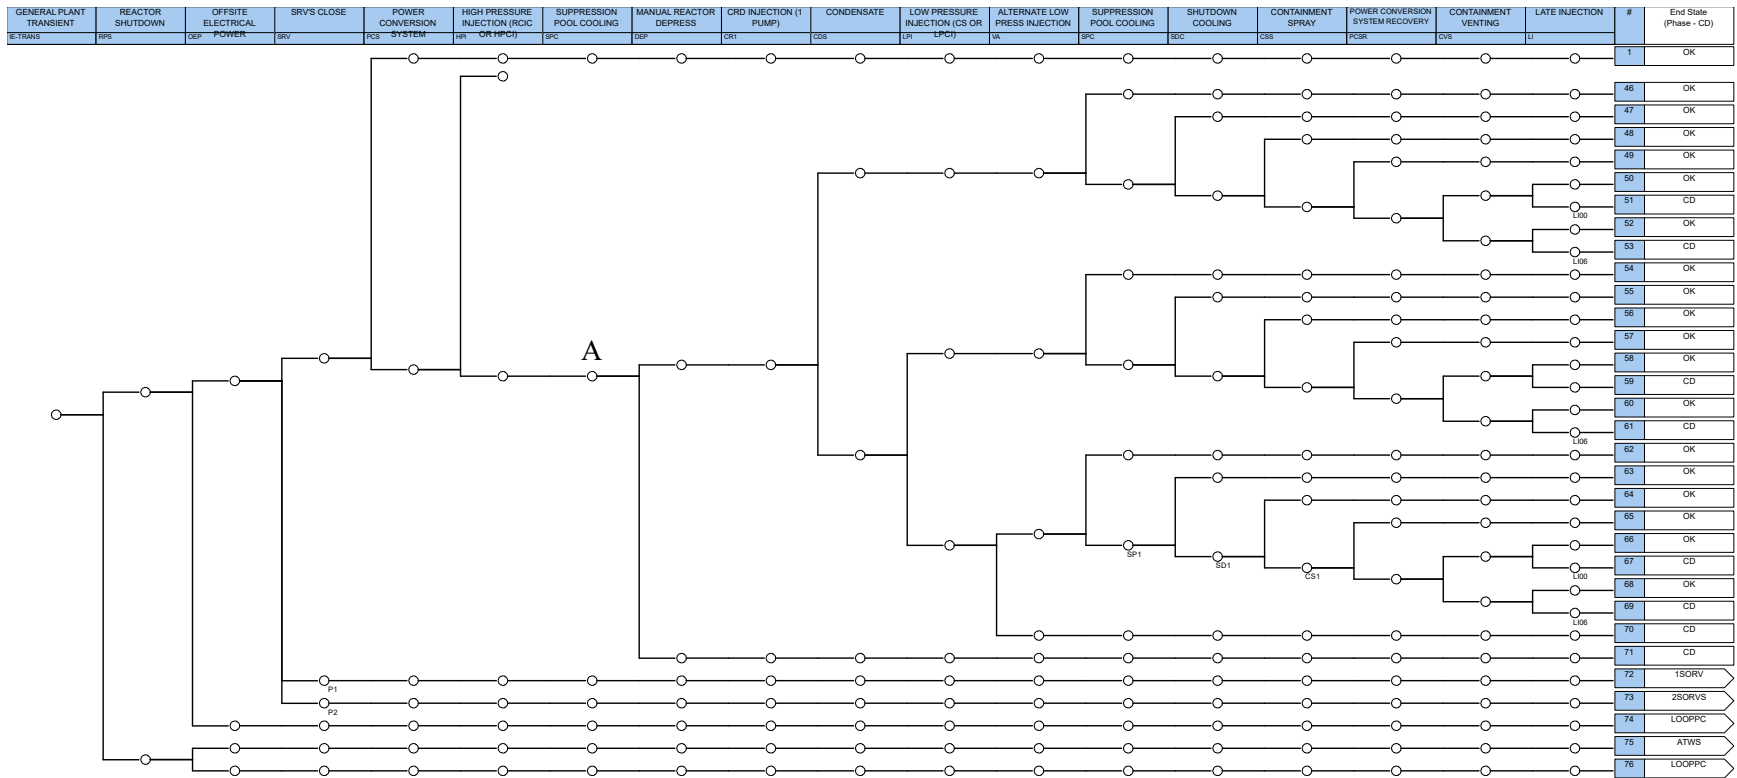 GENERAL PLANT
TRANSIENT
REACTOR
SHUTDOWN
OFFSITE
ELECTRICAL
POWER
SRV'S CLOSE
POWER
CONVERSION
SYSTEM
HIGH PRESSURE
INJECTION (RCIC
OR HPCI)
SUPPRESSION
POOL COOLING
MANUAL REACTOR
DEPRESS
CRD INJECTION (1
PUMP)
CONDENSATE
LOW PRESSURE
INJECTION (CS OR
LPCI)
ALTERNATE LOW
PRESS INJECTION
SUPPRESSION
POOL COOLING
SHUTDOWN
COOLING
CONTAINMENT
SPRAY
POWER CONVERSION
SYSTEM RECOVERY
CONTAINMENT
VENTING
LATE INJECTION
#
End State
(Phase - CD)
IE-TRANS
RPS
OEP
SRV
PCS
HPI
SPC
DEP
CR1
CDS
LPI
VA
SPC
SDC
CSS
PCSR
CVS
LI
1 OK
46 OK
47 OK
48 OK
49 OK
50 OK
51 CD
LI00
52 OK
53 CD
LI06
54 OK
55 OK
56 OK
57 OK
A
58 OK
59 CD
60 OK
61 CD
LI06
62 OK
63 OK
64 OK
65 OK
66 OK
SP1
67 CD
SD1
CS1
LI00
68 OK
69 CD
LI06
70 CD
71 CD
72 1SORV
P1
73 2SORVS
P2
74 LOOPPC
75 ATWS
76 LOOPPC